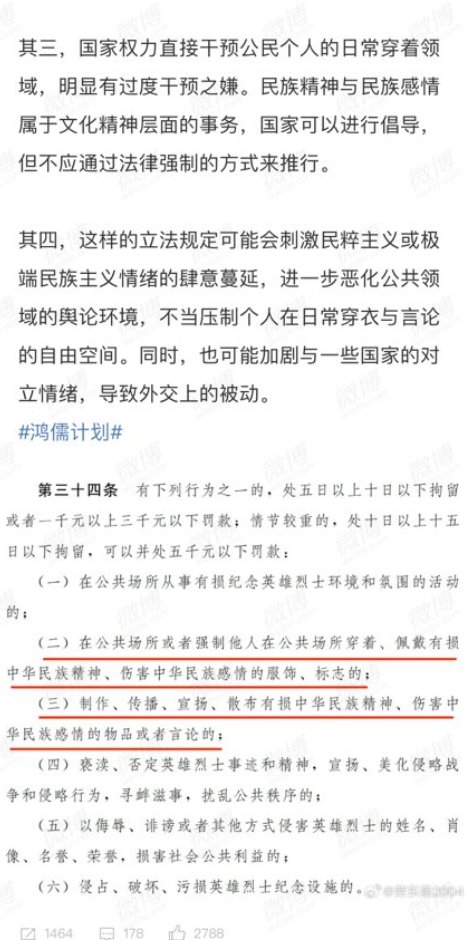 其三，国家权力直接干预公民个人的日常穿着领
域，明显有过度干预之嫌。民族精神与民族感情
属于文化精神层面的事务，国家可以进行倡导，
但不应通过法律强制的方式来推行。
其四，这样的立法规定可能会刺激民粹主义或极
端民族主义情绪的肆意蔓延，进一步恶化公共领
域的舆论环境，不当压制个人在日常穿衣与言论
的自由空间。同时，也可能加剧与一些国家的对
立情绪，导致外交上的被动。
#鸿儒计划#
第三十四条 有下列行为之一的，处五日以上十日以下拘留
或者一千元以上三千元以下罚款；情节较重的，处十日以上十五
日以下拘留，可以并处五千元以下罚款：
（一）在公共场所从事有损纪念英雄烈士环境和氛围的活动
的；
（二）在公共场所或者强制他人在公共场所穿着、佩戴有损
中华民族精神、伤害中华民族感情的服饰、标志的；
（三）制作、传播、宣扬、散布有损中华民族精神、伤害中
华民族感情的物品或者言论的；
（四）亵渎、否定英雄烈士事迹和精神，宣扬、美化侵略战
争和侵略行为，寻衅滋事，扰乱公共秩序的；
（五）以侮辱、诽谤或者其他方式侵害英雄烈士的姓名、肖
像、名誉、荣誉，损害社会公共利益的；
（六）侵占、破坏、污损英雄烈士纪念设施的。
1464 178 2788